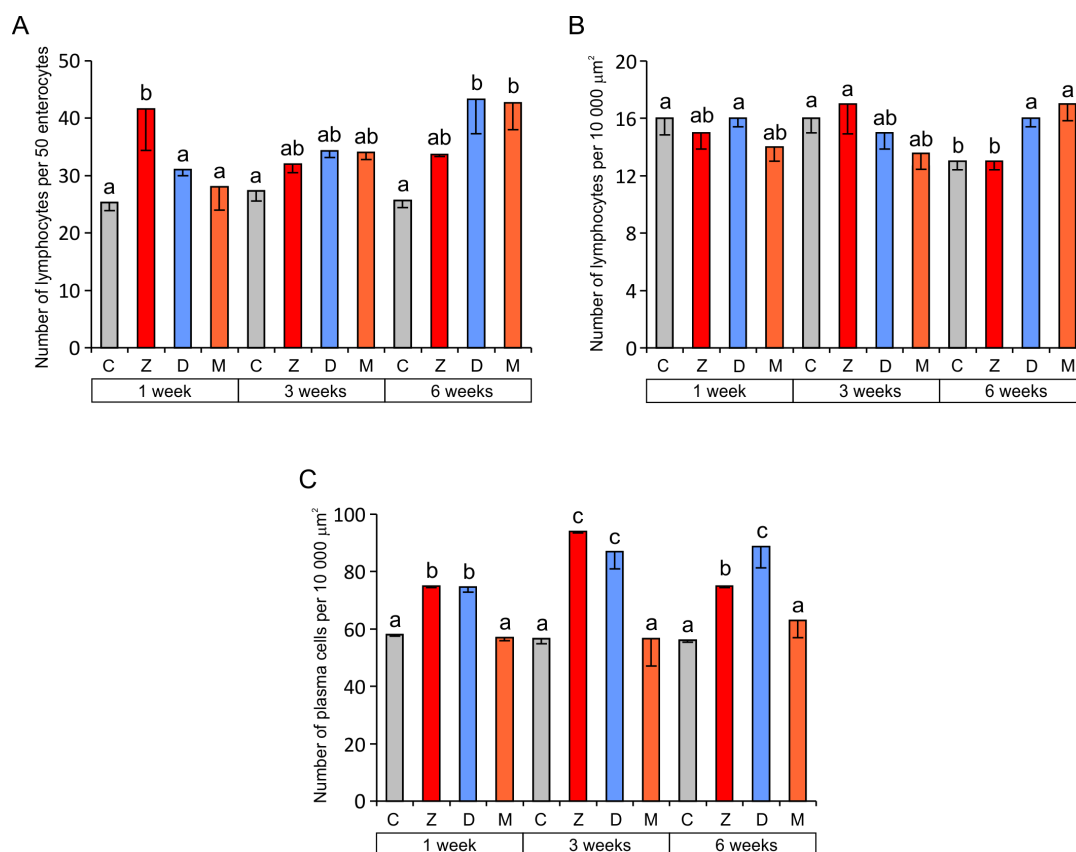 A
Number of lymphocytes per 50 enterocytes
50
40
30
20
10
0
a b a a a ab ab ab a ab b b
C Z D M C Z D M C Z D M
1 week 3 weeks 6 weeks
B
Number of lymphocytes per 10 000 µm²
20
16
12
8
4
0
a ab a ab a a ab ab b b a a
C Z D M C Z D M C Z D M
1 week 3 weeks 6 weeks
C
Number of plasma cells per 10 000 µm²
100
80
60
40
20
0
a b b a a c c a a b c a
C Z D M C Z D M C Z D M
1 week 3 weeks 6 weeks